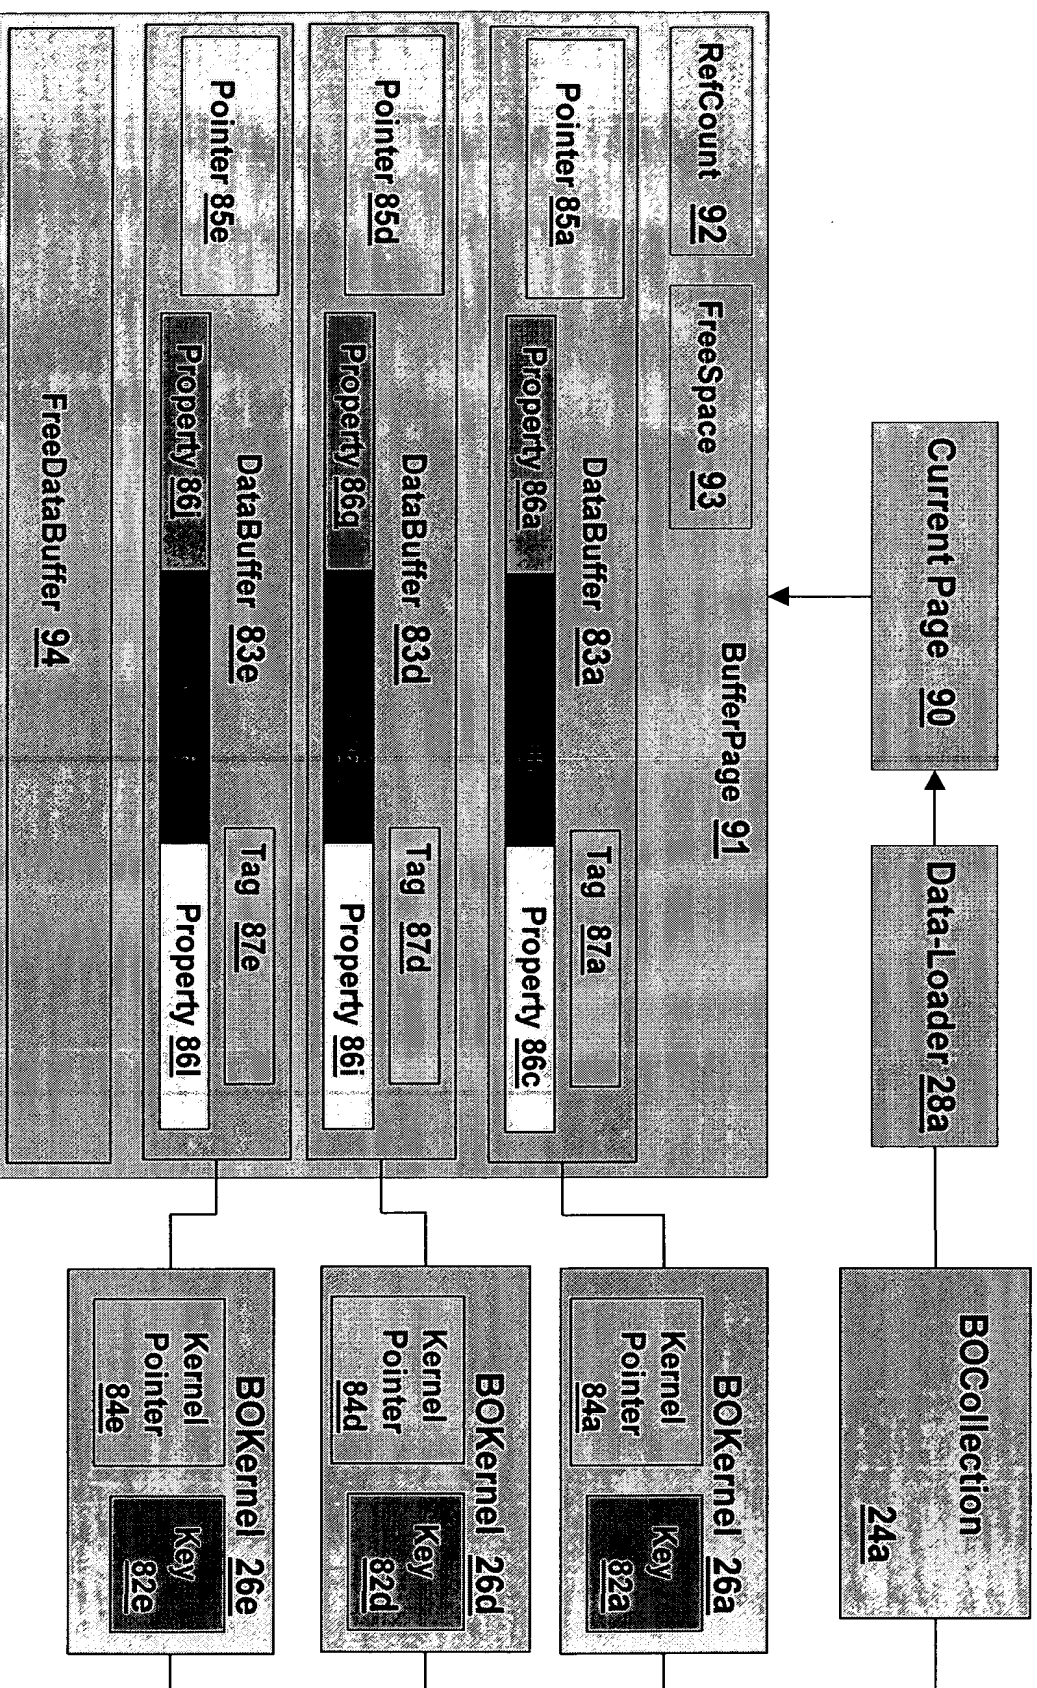 BOCollection
24a
Data-Loader 28a
Current Page 90
BufferPage 91
RefCount 92
FreeSpace 93
DataBuffer 83a
Pointer 85a
Tag 87a
Property 86a
Property 86c
DataBuffer 83d
Pointer 85d
Tag 87d
Property 86g
Property 86i
DataBuffer 83e
Pointer 85e
Tag 87e
Property 86j
Property 86l
FreeDataBuffer 94
BOKernel 26a
Kernel
Pointer
84a
Key
82a
BOKernel 26d
Kernel
Pointer
84d
Key
82d
BOKernel 26e
Kernel
Pointer
84e
Key
82e